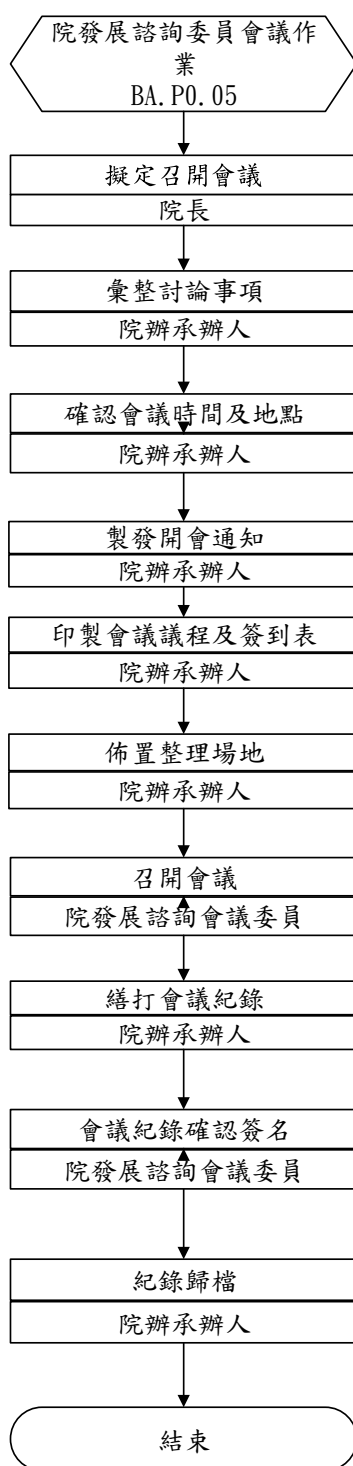 院發展諮詢委員會議作
業
BA.P0.05
擬定召開會議
院長
彙整討論事項
院辦承辦人
確認會議時間及地點
院辦承辦人
製發開會通知
院辦承辦人
印製會議議程及簽到表
院辦承辦人
佈置整理場地
院辦承辦人
召開會議
院發展諮詢會議委員
繕打會議紀錄
院辦承辦人
會議紀錄確認簽名
院發展諮詢會議委員
紀錄歸檔
院辦承辦人
結束